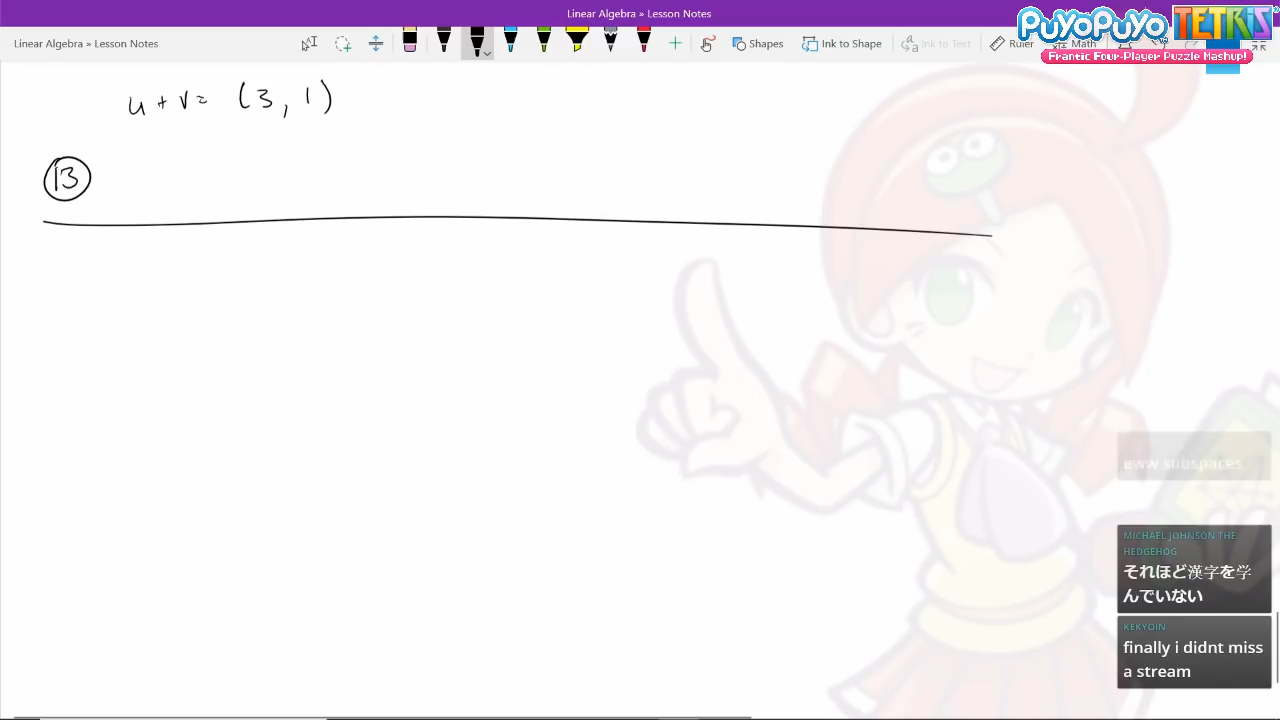 Linear Algebra » Lesson Notes
PuyoPuyo TETRIS
Linear Algebra » Lesson Notes
Shapes
Ink to Shape
Ink to Text
Ruler
Math
Frantic Four-Player Puzzle Mashup!
u + v = (3, 1)
13
eww subspaces
MICHAEL JOHNSON THE
HEDGEHOG
それほど漢字を学
んでいない
KEKYOIN
finally i didnt miss
a stream